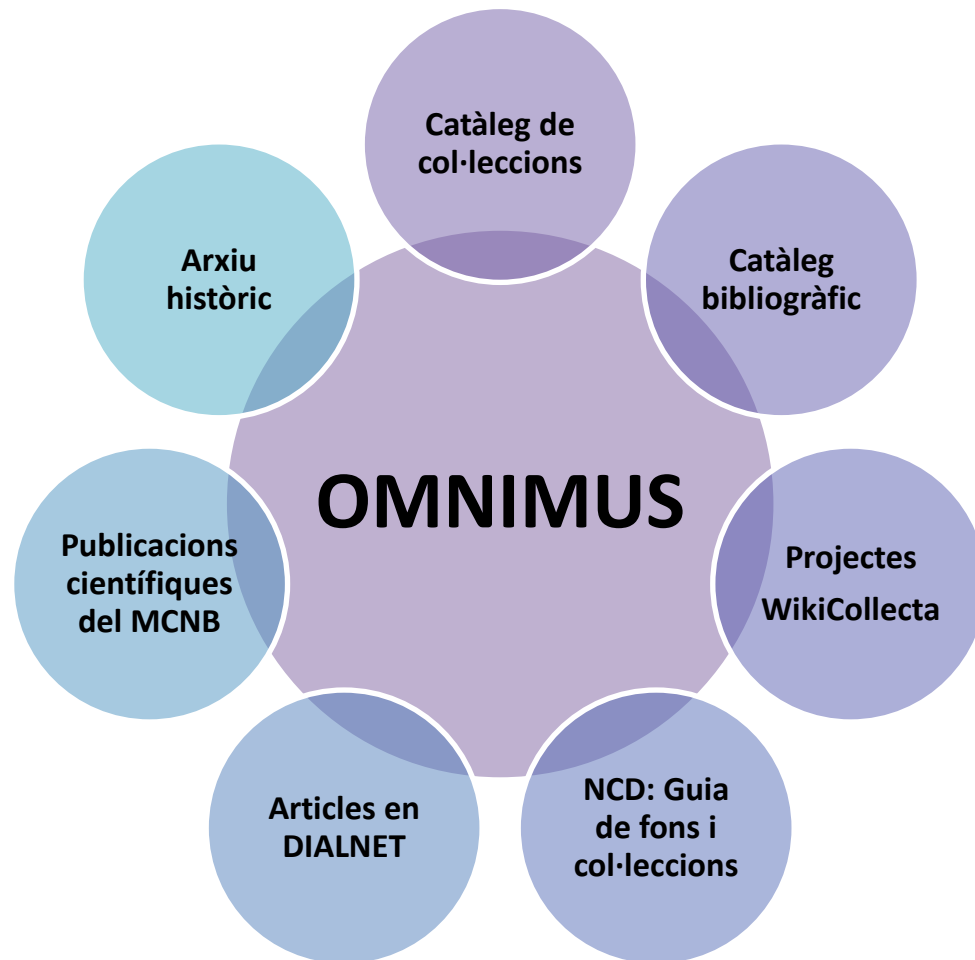 Catàleg de
col·leccions
Arxiu
històric
Catàleg
bibliogràfic
OMNIMUS
Publicacions
científiques
del MCNB
Projectes
WikiCollecta
Articles en
DIALNET
NCD: Guia
de fons i
col·leccions